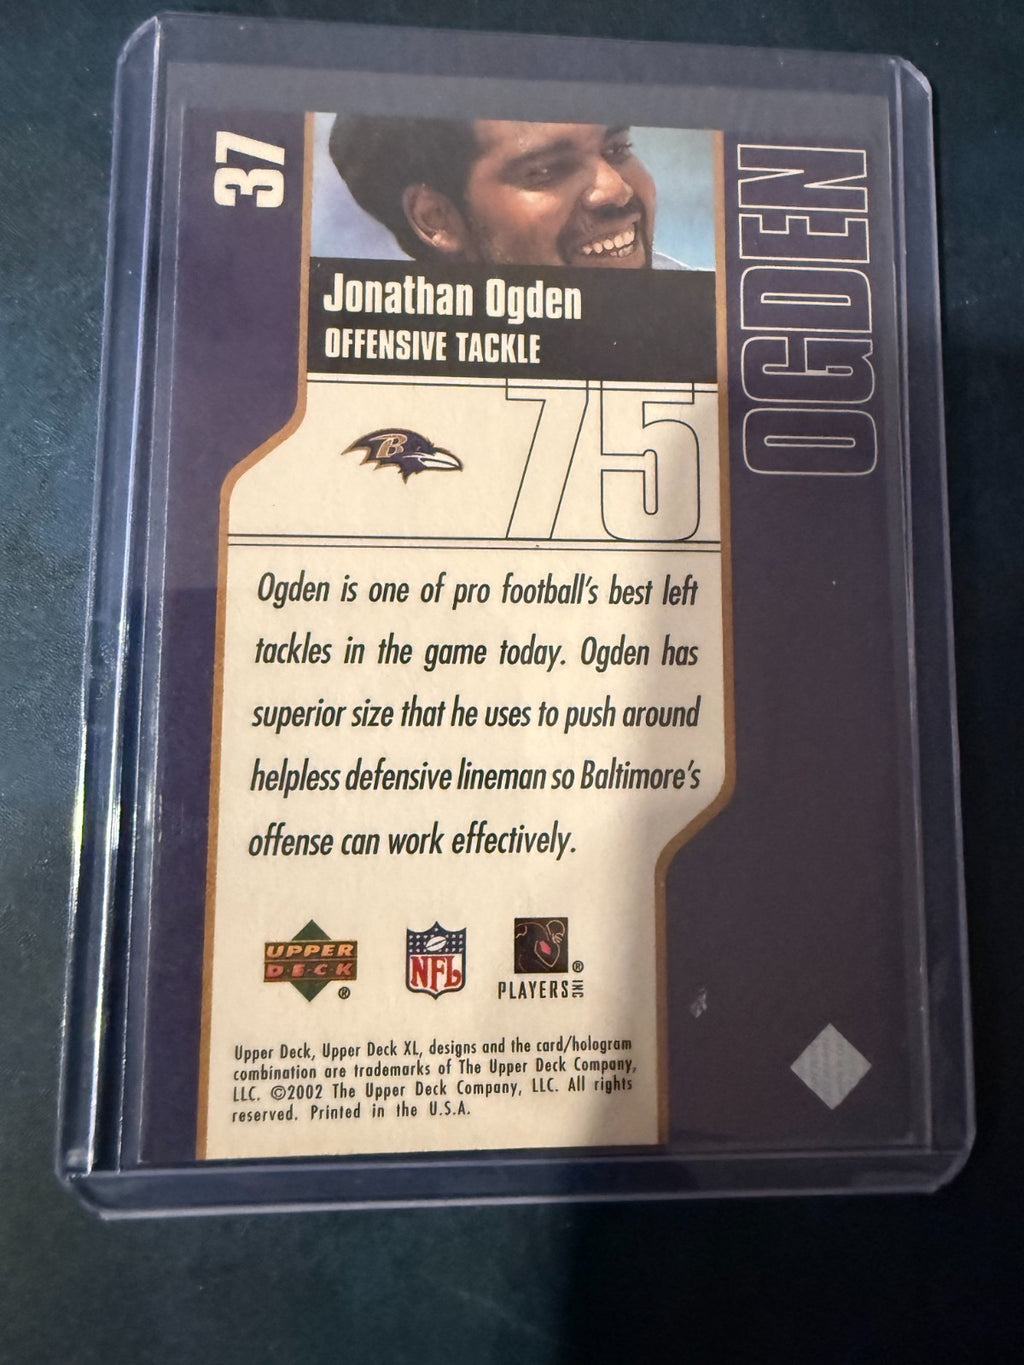 37
Jonathan Ogden
OFFENSIVE TACKLE
OGDEN
B
75
Ogden is one of pro football's best left
tackles in the game today. Ogden has
superior size that he uses to push around
helpless defensive lineman so Baltimore's
offense can work effectively.
UPPER
DECK
®
NFL
®
PLAYERS INC
Upper Deck, Upper Deck XL, designs and the card/hologram
combination are trademarks of The Upper Deck Company,
LLC. ©2002 The Upper Deck Company, LLC. All rights
reserved. Printed in the U.S.A.